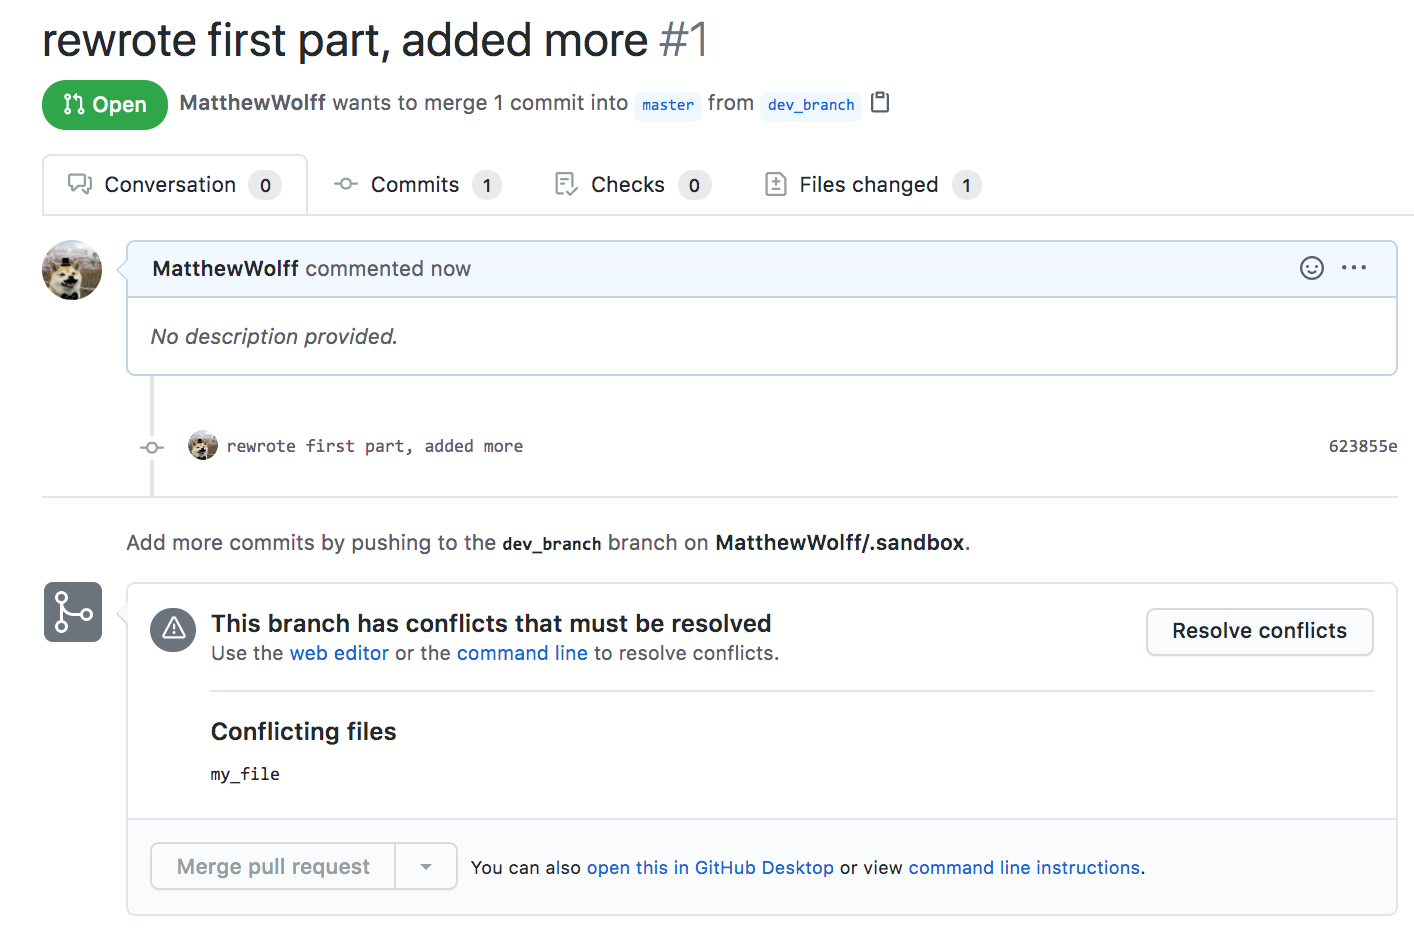 rewrote first part, added more #1
Open MatthewWolff wants to merge 1 commit into master from dev_branch
Conversation 0 Commits 1 Checks 0 Files changed 1
MatthewWolff commented now
No description provided.
rewrote first part, added more 623855e
Add more commits by pushing to the dev_branch branch on MatthewWolff/.sandbox.
This branch has conflicts that must be resolved
Resolve conflicts
Use the web editor or the command line to resolve conflicts.
Conflicting files
my_file
Merge pull request You can also open this in GitHub Desktop or view command line instructions.